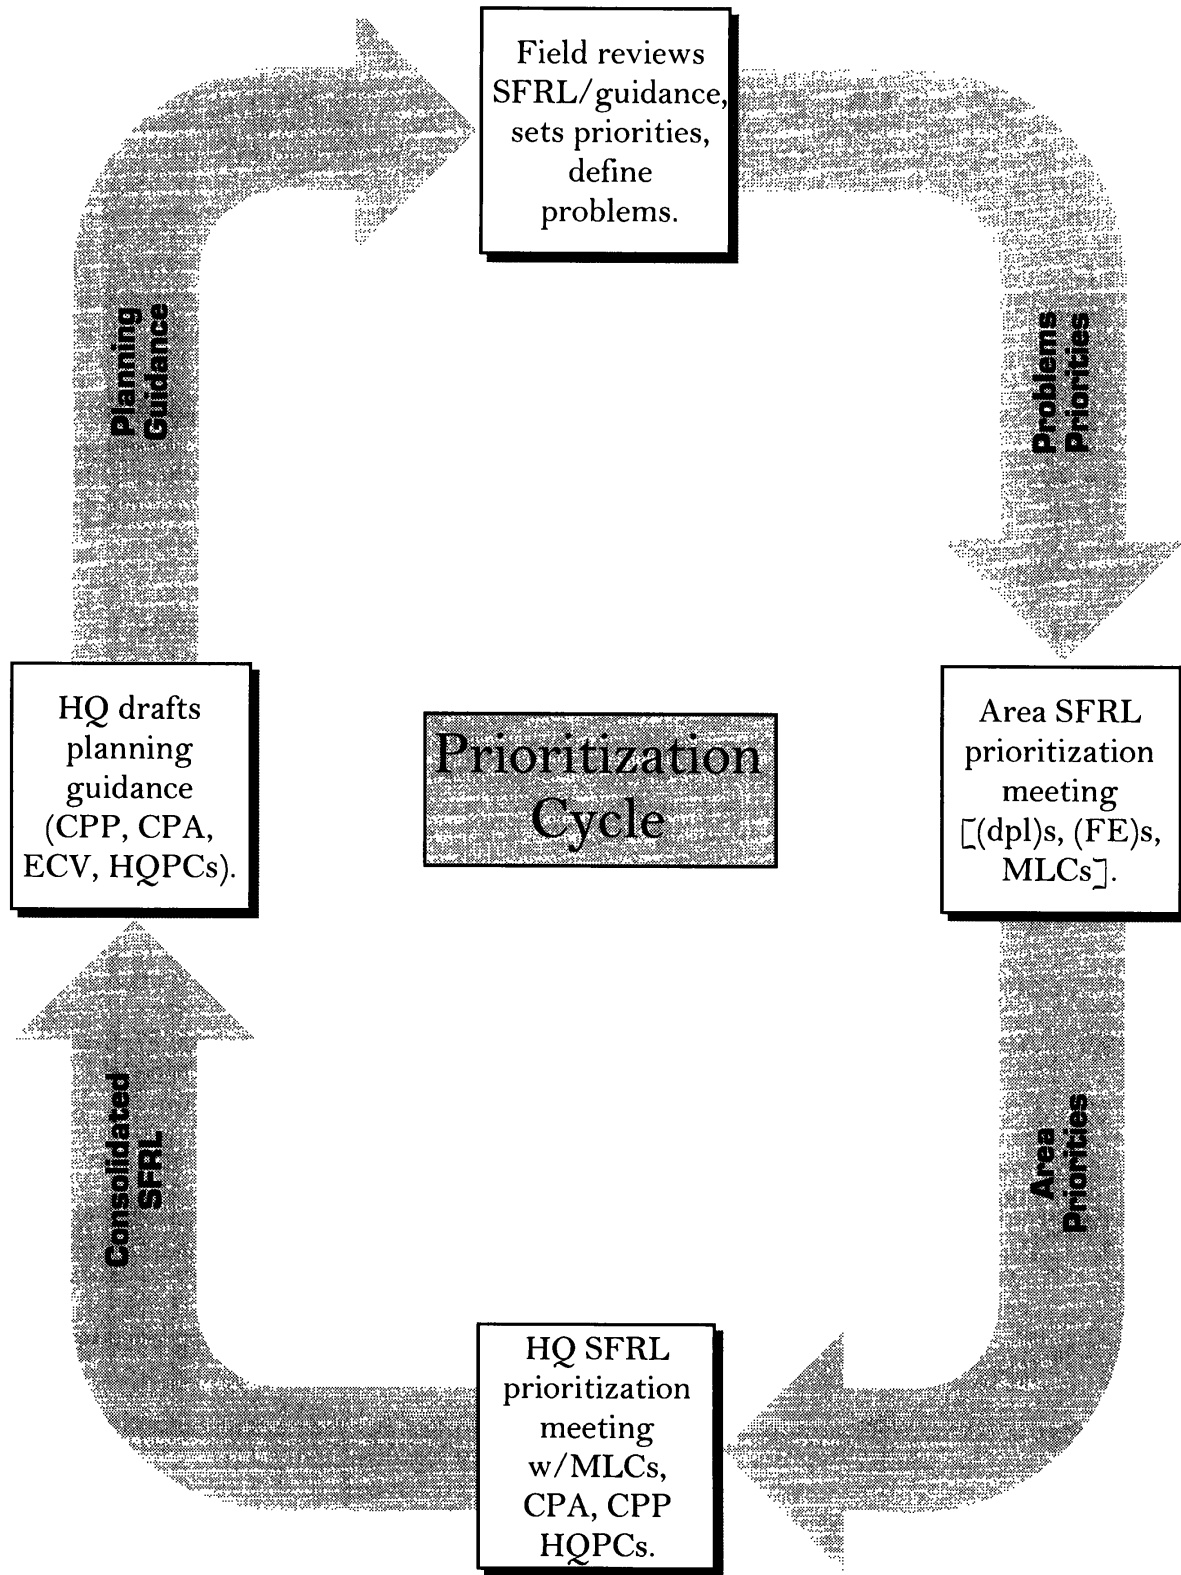 Field reviews
SFRL/guidance,
sets priorities,
define
problems.
Planning
Guidance
Problems
Priorities
HQ drafts
planning
guidance
(CPP, CPA,
ECV, HQPCs).
Prioritization
Cycle
Area SFRL
prioritization
meeting
[(dpl)s, (FE)s,
MLCs].
Consolidated
SFRL
Area
Priorities
HQ SFRL
prioritization
meeting
w/MLCs,
CPA, CPP
HQPCs.